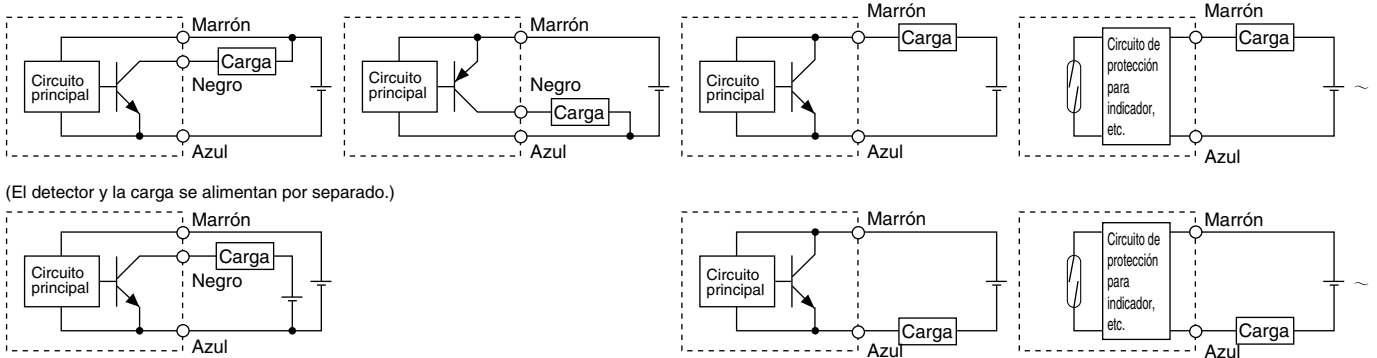 Marrón
Circuito
principal
Carga
Negro
Azul
Marrón
Circuito
principal
Negro
Carga
Azul
Marrón
Carga
Circuito
principal
Azul
Marrón
Circuito de
protección
para
indicador,
etc.
Carga
~
Azul
(El detector y la carga se alimentan por separado.)
Marrón
Circuito
principal
Carga
Negro
Azul
Marrón
Circuito
principal
Carga
Azul
Marrón
Circuito de
protección
para
indicador,
etc.
~
Carga
Azul